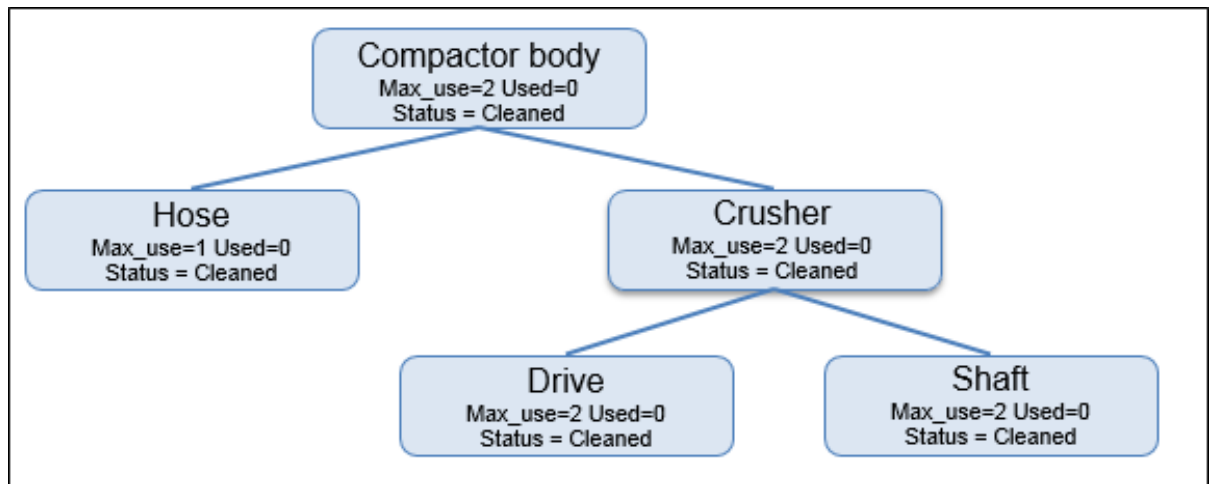 Compactor body
Max_use=2 Used=0
Status = Cleaned
Hose
Max_use=1 Used=0
Status = Cleaned
Crusher
Max_use=2 Used=0
Status = Cleaned
Drive
Max_use=2 Used=0
Status = Cleaned
Shaft
Max_use=2 Used=0
Status = Cleaned